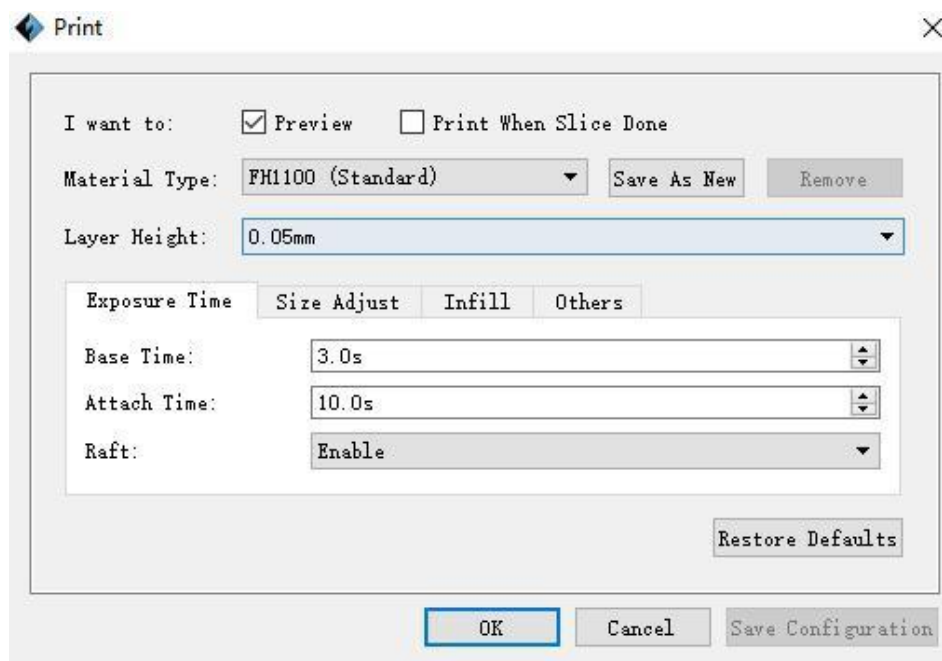 Print
I want to: Preview Print When Slice Done
Material Type: FH1100 (Standard) Save As New Remove
Layer Height: 0.05mm
Exposure Time Size Adjust Infill Others
Base Time: 3.0s
Attach Time: 10.0s
Raft: Enable
Restore Defaults
OK Cancel Save Configuration